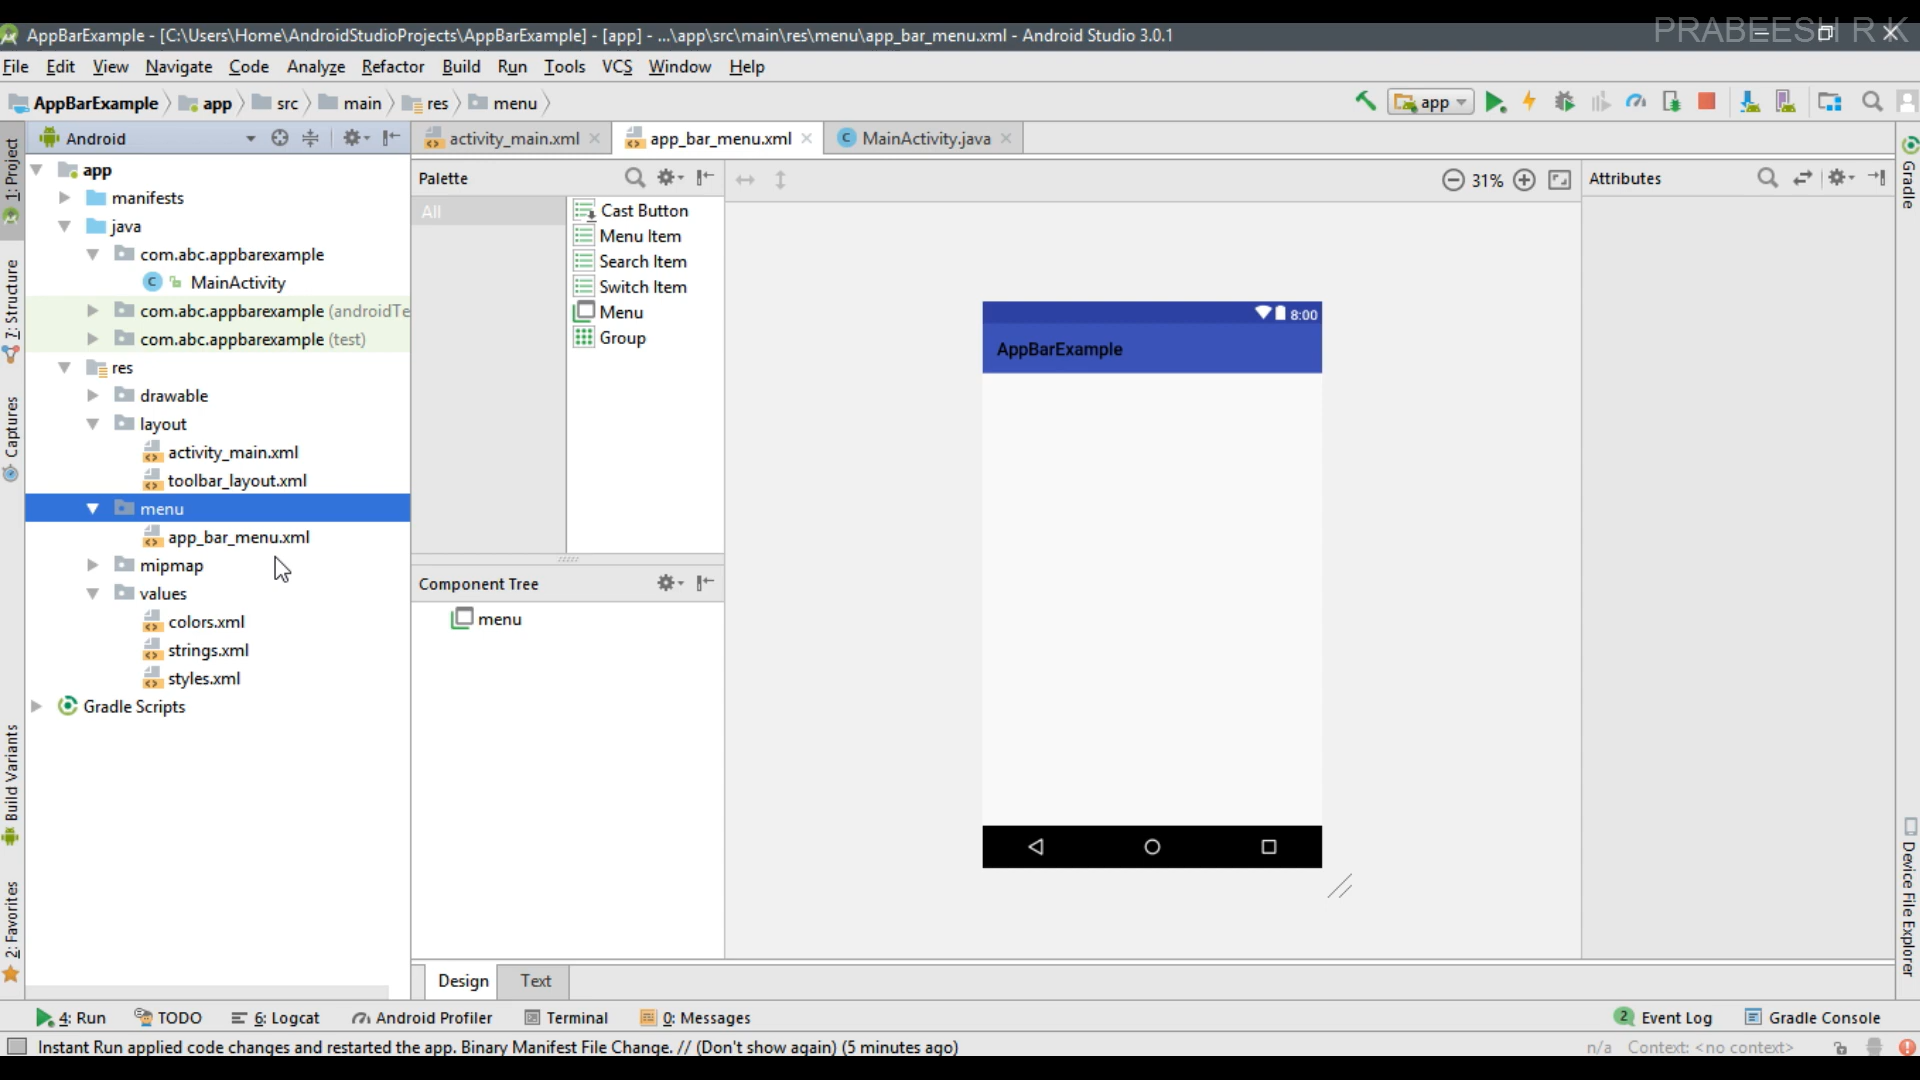 PRABEESH R K
AppBarExample - [C:\Users\Home\AndroidStudioProjects\AppBarExample] - [app] - ...\app\src\main\res\menu\app_bar_menu.xml - Android Studio 3.0.1
File Edit View Navigate Code Analyze Refactor Build Run Tools VCS Window Help
AppBarExample app src main res menu app
Android activity_main.xml app_bar_menu.xml MainActivity.java
1: Project
7: Structure
Captures
Build Variants
2: Favorites
app
manifests
java
com.abc.appbarexample
MainActivity
com.abc.appbarexample (androidTe
com.abc.appbarexample (test)
res
drawable
layout
activity_main.xml
toolbar_layout.xml
menu
app_bar_menu.xml
mipmap
values
colors.xml
strings.xml
styles.xml
Gradle Scripts
Palette
All
Cast Button
Menu Item
Search Item
Switch Item
Menu
Group
Component Tree
menu
31%
8:00
AppBarExample
Attributes
Gradle
Device File Explorer
Design Text
4: Run TODO 6: Logcat Android Profiler Terminal 0: Messages 2 Event Log Gradle Console
Instant Run applied code changes and restarted the app. Binary Manifest File Change. // (Don't show again) (5 minutes ago) n/a Context: <no context>